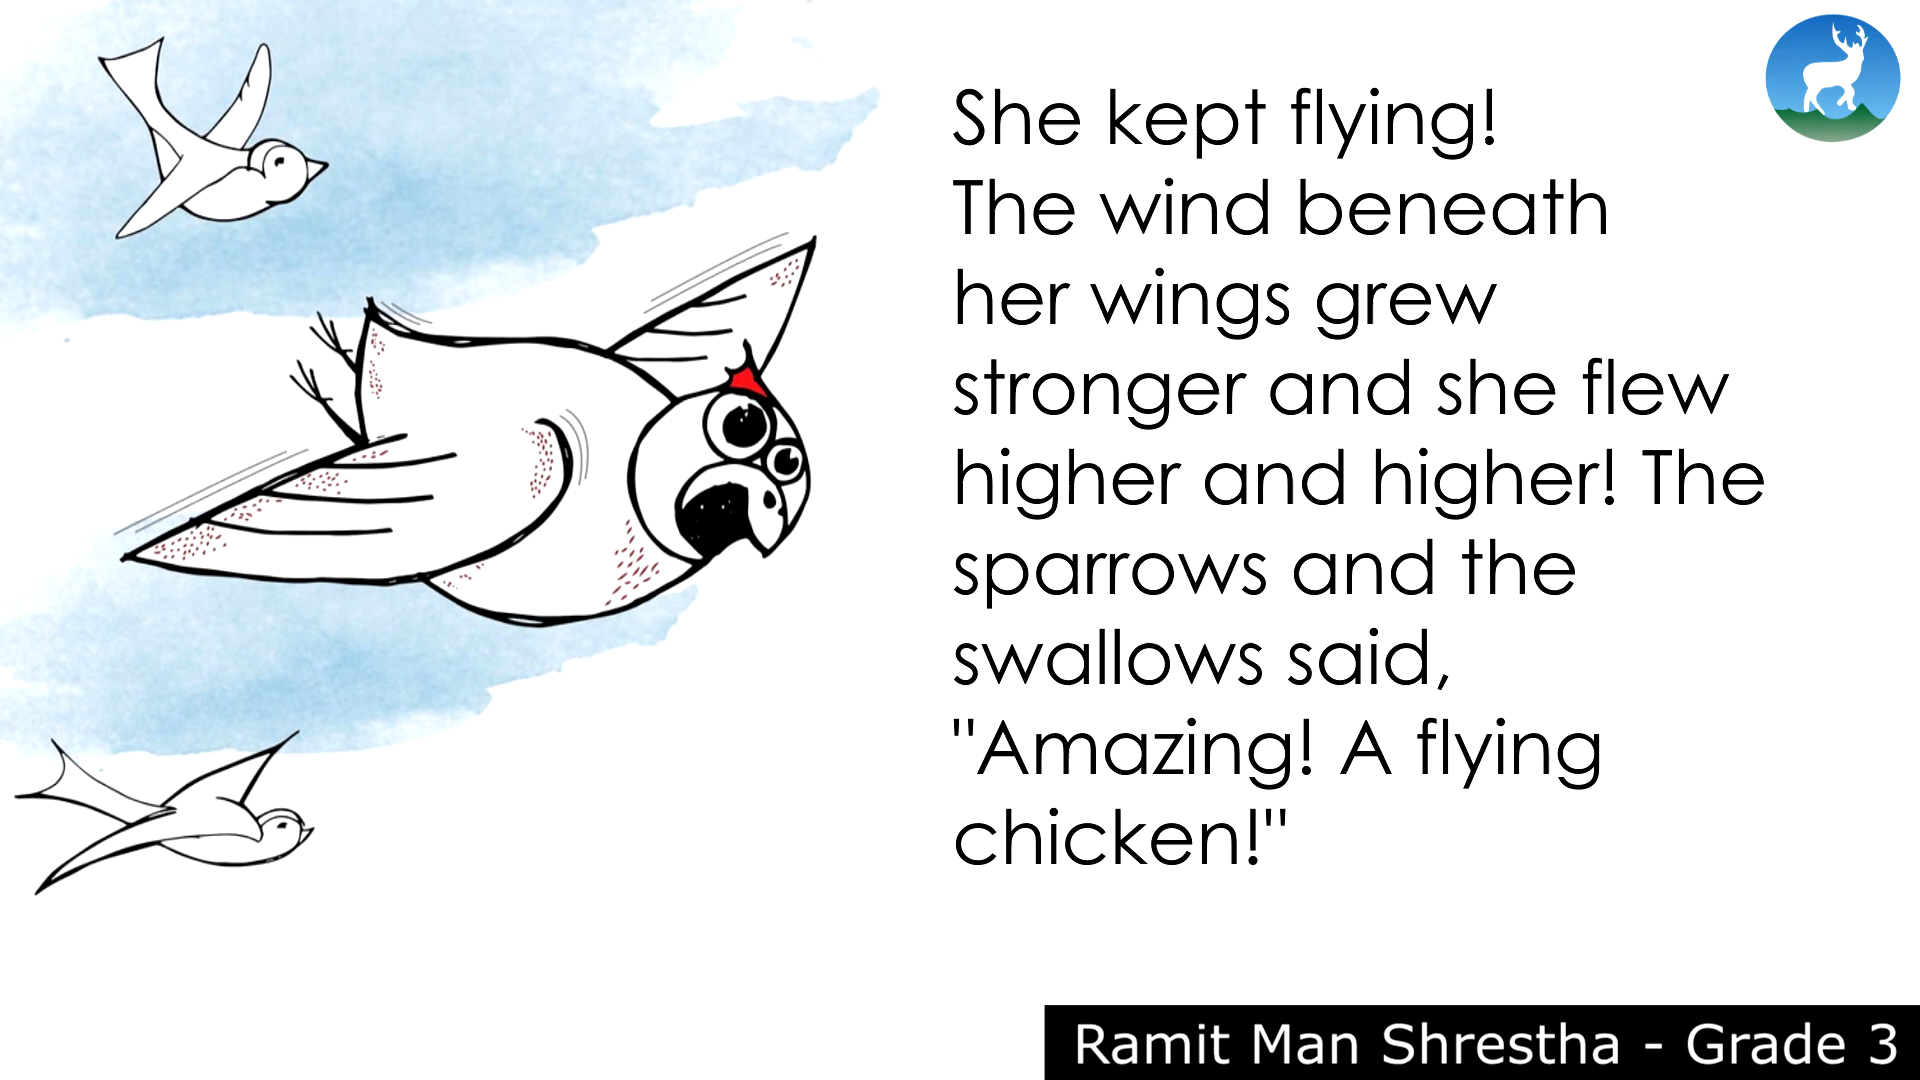 She kept flying!
The wind beneath
her wings grew
stronger and she flew
higher and higher! The
sparrows and the
swallows said,
"Amazing! A flying
chicken!"
Ramit Man Shrestha - Grade 3